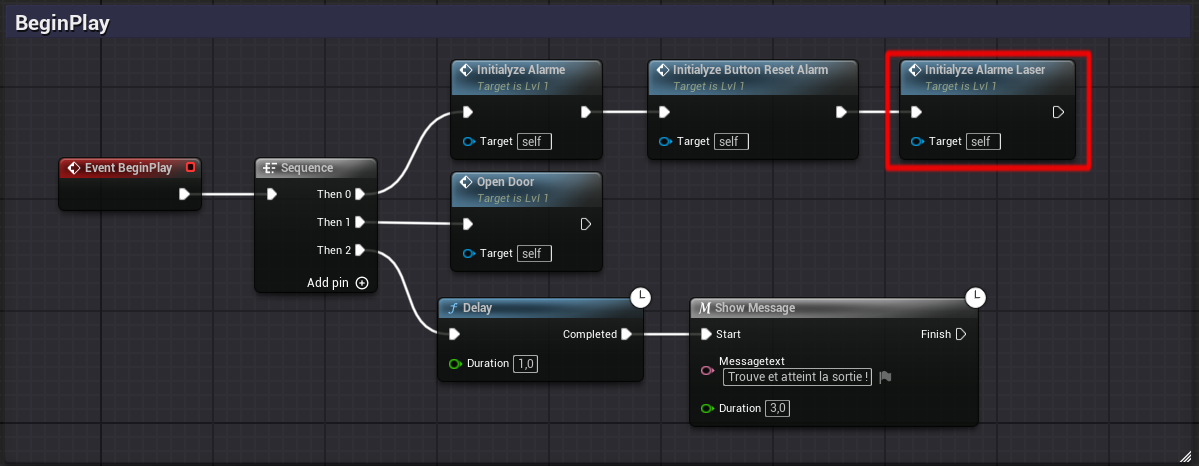 BeginPlay
Initialyze Alarme
Target is Lvl 1
Target self
Initialyze Button Reset Alarm
Target is Lvl 1
Target self
Initialyze Alarme Laser
Target is Lvl 1
Target self
Event BeginPlay
Sequence
Then 0
Then 1
Then 2
Add pin
Open Door
Target is Lvl 1
Target self
Delay
Completed
Duration 1,0
Show Message
Start Finish
Messagetext
Trouve et atteint la sortie !
Duration 3,0